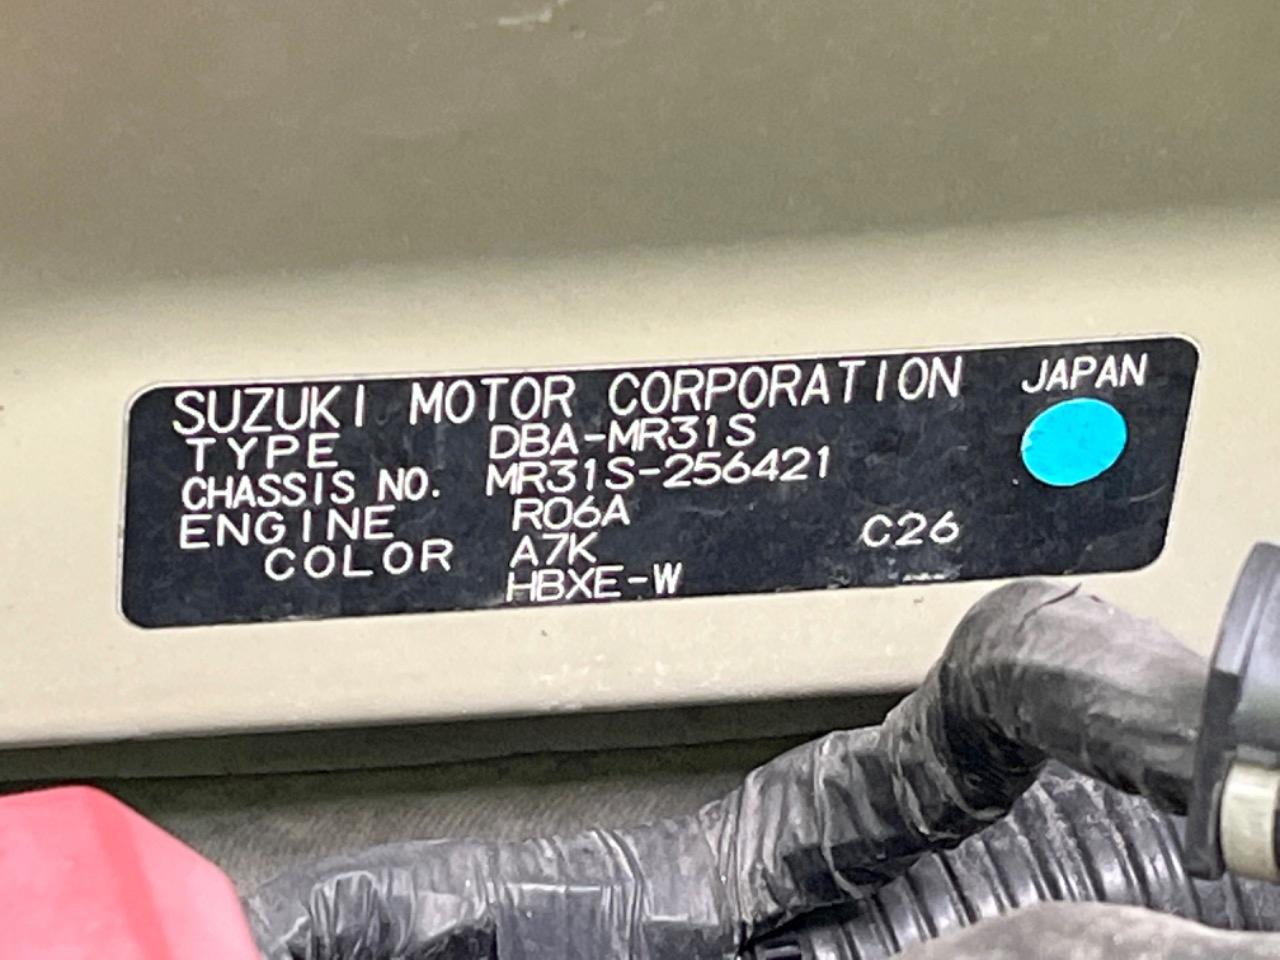 SUZUKI MOTOR CORPORATION JAPAN
TYPE DBA-MR31S
CHASSIS NO. MR31S-256421
ENGINE R06A
COLOR A7K C26
HBXE-W